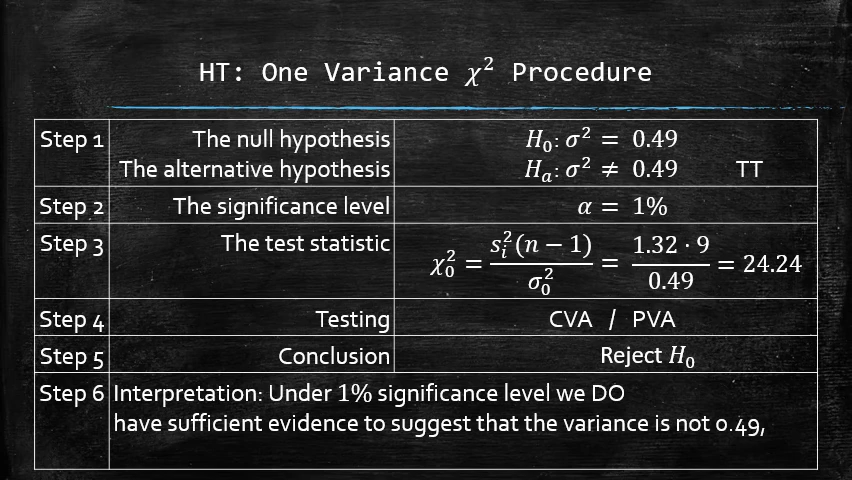 HT: One Variance χ² Procedure
Step 1 The null hypothesis H₀: σ² = 0.49
The alternative hypothesis Hₐ: σ² ≠ 0.49 TT
Step 2 The significance level α = 1%
Step 3 The test statistic χ₀² = sᵢ²(n − 1) / σ₀² = 1.32 · 9 / 0.49 = 24.24
Step 4 Testing CVA / PVA
Step 5 Conclusion Reject H₀
Step 6 Interpretation: Under 1% significance level we DO
have sufficient evidence to suggest that the variance is not 0.49,